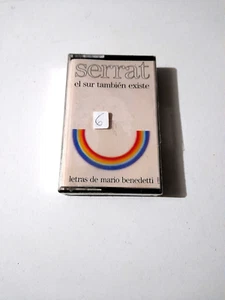 serrat
el sur también existe
6
letras de mario benedetti